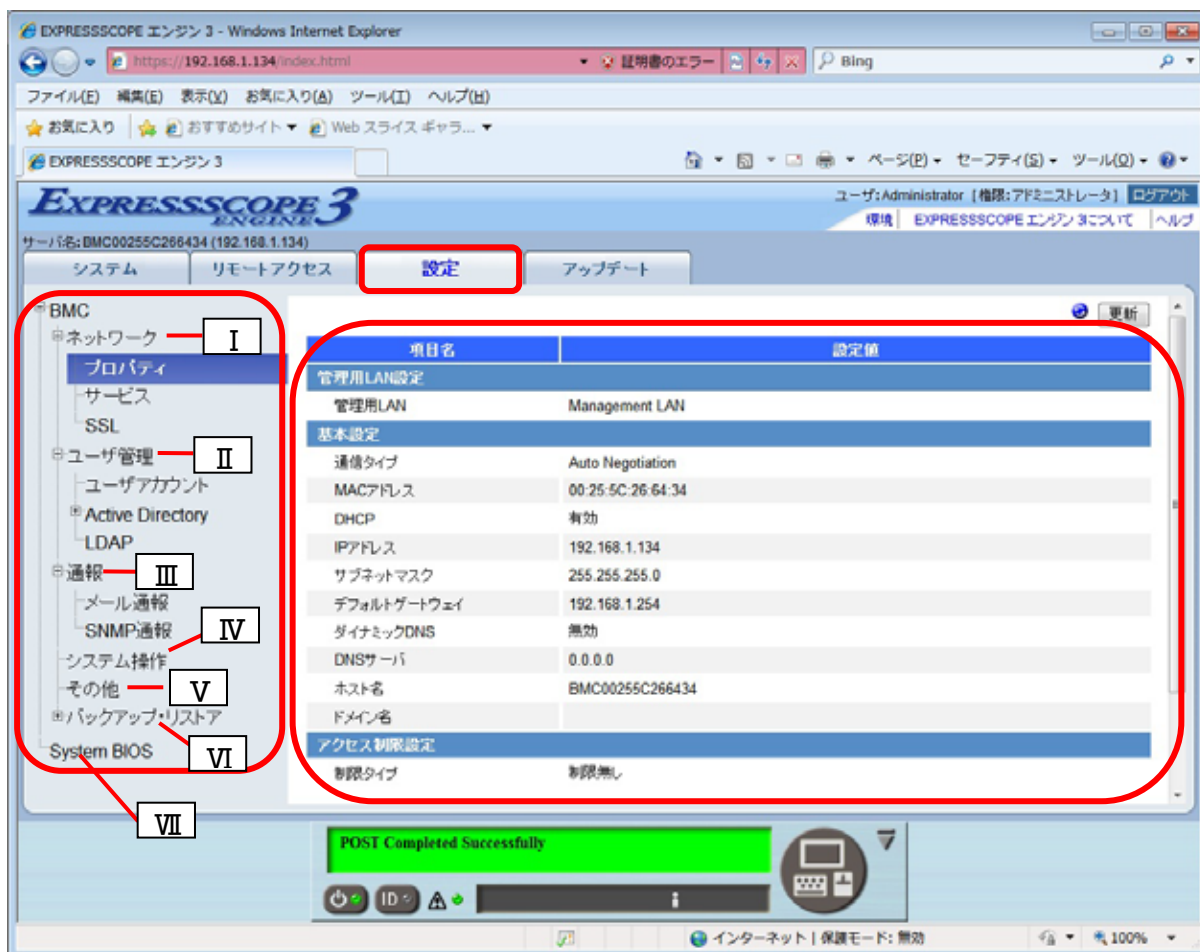 EXPRESSSCOPE エンジン 3 - Windows Internet Explorer
https://192.168.1.134/index.html
証明書のエラー
Bing
ファイル(F) 編集(E) 表示(V) お気に入り(A) ツール(T) ヘルプ(H)
お気に入り おすすめサイト ▼ Web スライス ギャラ... ▼
EXPRESSSCOPE エンジン 3
ページ(P) セーフティ(S) ツール(O)
EXPRESSSCOPE ENGINE 3
ユーザ:Administrator [権限:アドミニストレータ] ログアウト
環境 EXPRESSSCOPE エンジン 3について ヘルプ
サーバ名:BMC00255C266434 (192.168.1.134)
システム リモートアクセス 設定 アップデート
BMC
ネットワーク Ⅰ
プロパティ
サービス
SSL
ユーザ管理 Ⅱ
ユーザアカウント
Active Directory
LDAP
通報 Ⅲ
メール通報
SNMP通報 Ⅳ
システム操作
その他 Ⅴ
バックアップ・リストア
Ⅵ
System BIOS
Ⅶ
更新
項目名 設定値
管理用LAN設定
管理用LAN Management LAN
基本設定
通信タイプ Auto Negotiation
MACアドレス 00:25:5C:26:64:34
DHCP 有効
IPアドレス 192.168.1.134
サブネットマスク 255.255.255.0
デフォルトゲートウェイ 192.168.1.254
ダイナミックDNS 無効
DNSサーバ 0.0.0.0
ホスト名 BMC00255C266434
ドメイン名
アクセス制限設定
制限タイプ 制限無し
POST Completed Successfully
ID
インターネット | 保護モード: 無効
100%